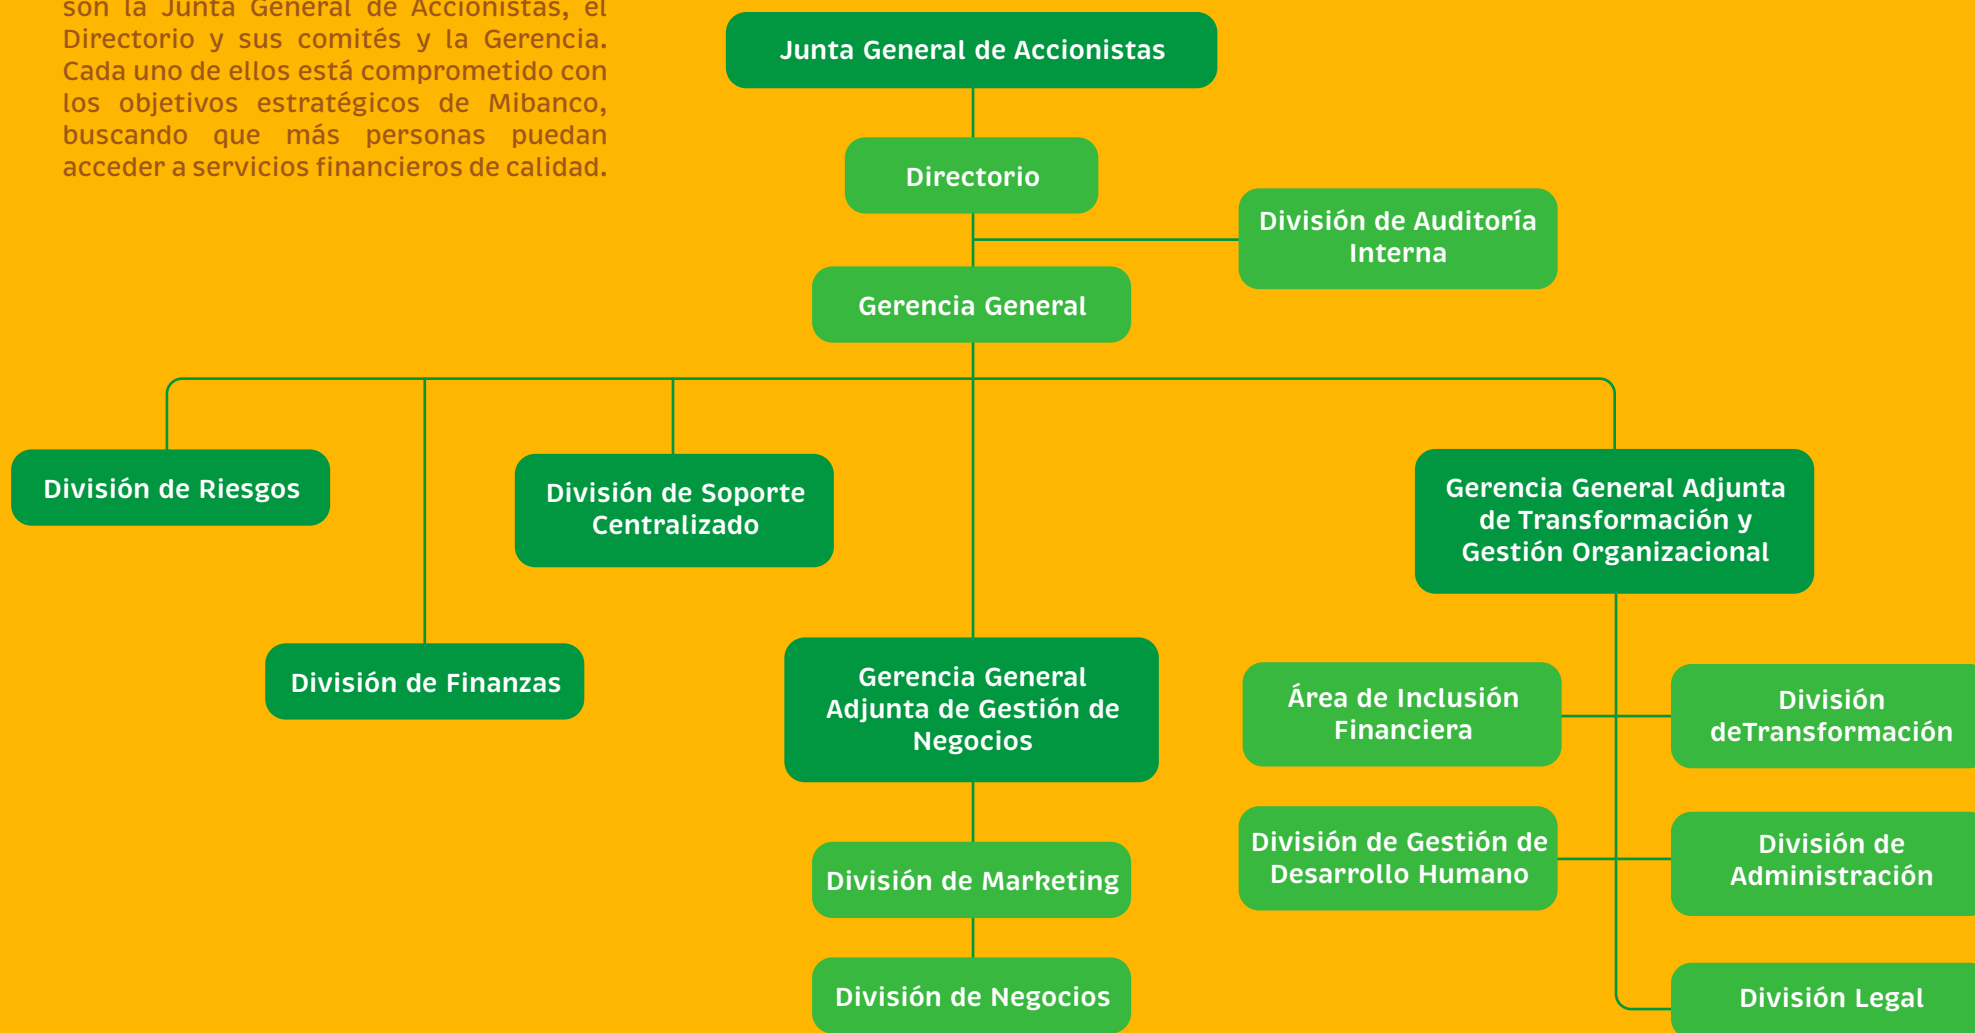 son la Junta General de Accionistas, el
Directorio y sus comités y la Gerencia.
Cada uno de ellos está comprometido con
los objetivos estratégicos de Mibanco,
buscando que más personas puedan
acceder a servicios financieros de calidad.
Junta General de Accionistas
Directorio
División de Auditoría
Interna
Gerencia General
División de Riesgos
División de Soporte
Centralizado
Gerencia General Adjunta
de Transformación y
Gestión Organizacional
División de Finanzas
Gerencia General
Adjunta de Gestión de
Negocios
Área de Inclusión
Financiera
División
deTransformación
División de Gestión de
Desarrollo Humano
División de
Administración
División de Marketing
División de Negocios
División Legal